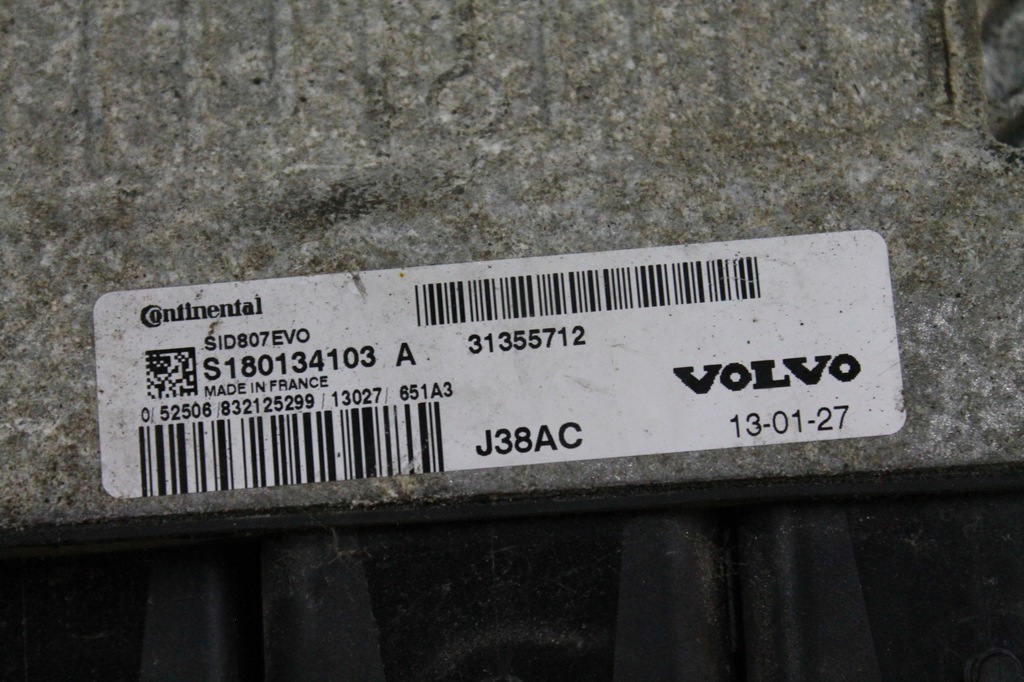 Continental
SID807EVO
S180134103 A
MADE IN FRANCE
0/ 52506 /832125299 / 13027/ 651A3
31355712
VOLVO
J38AC
13-01-27